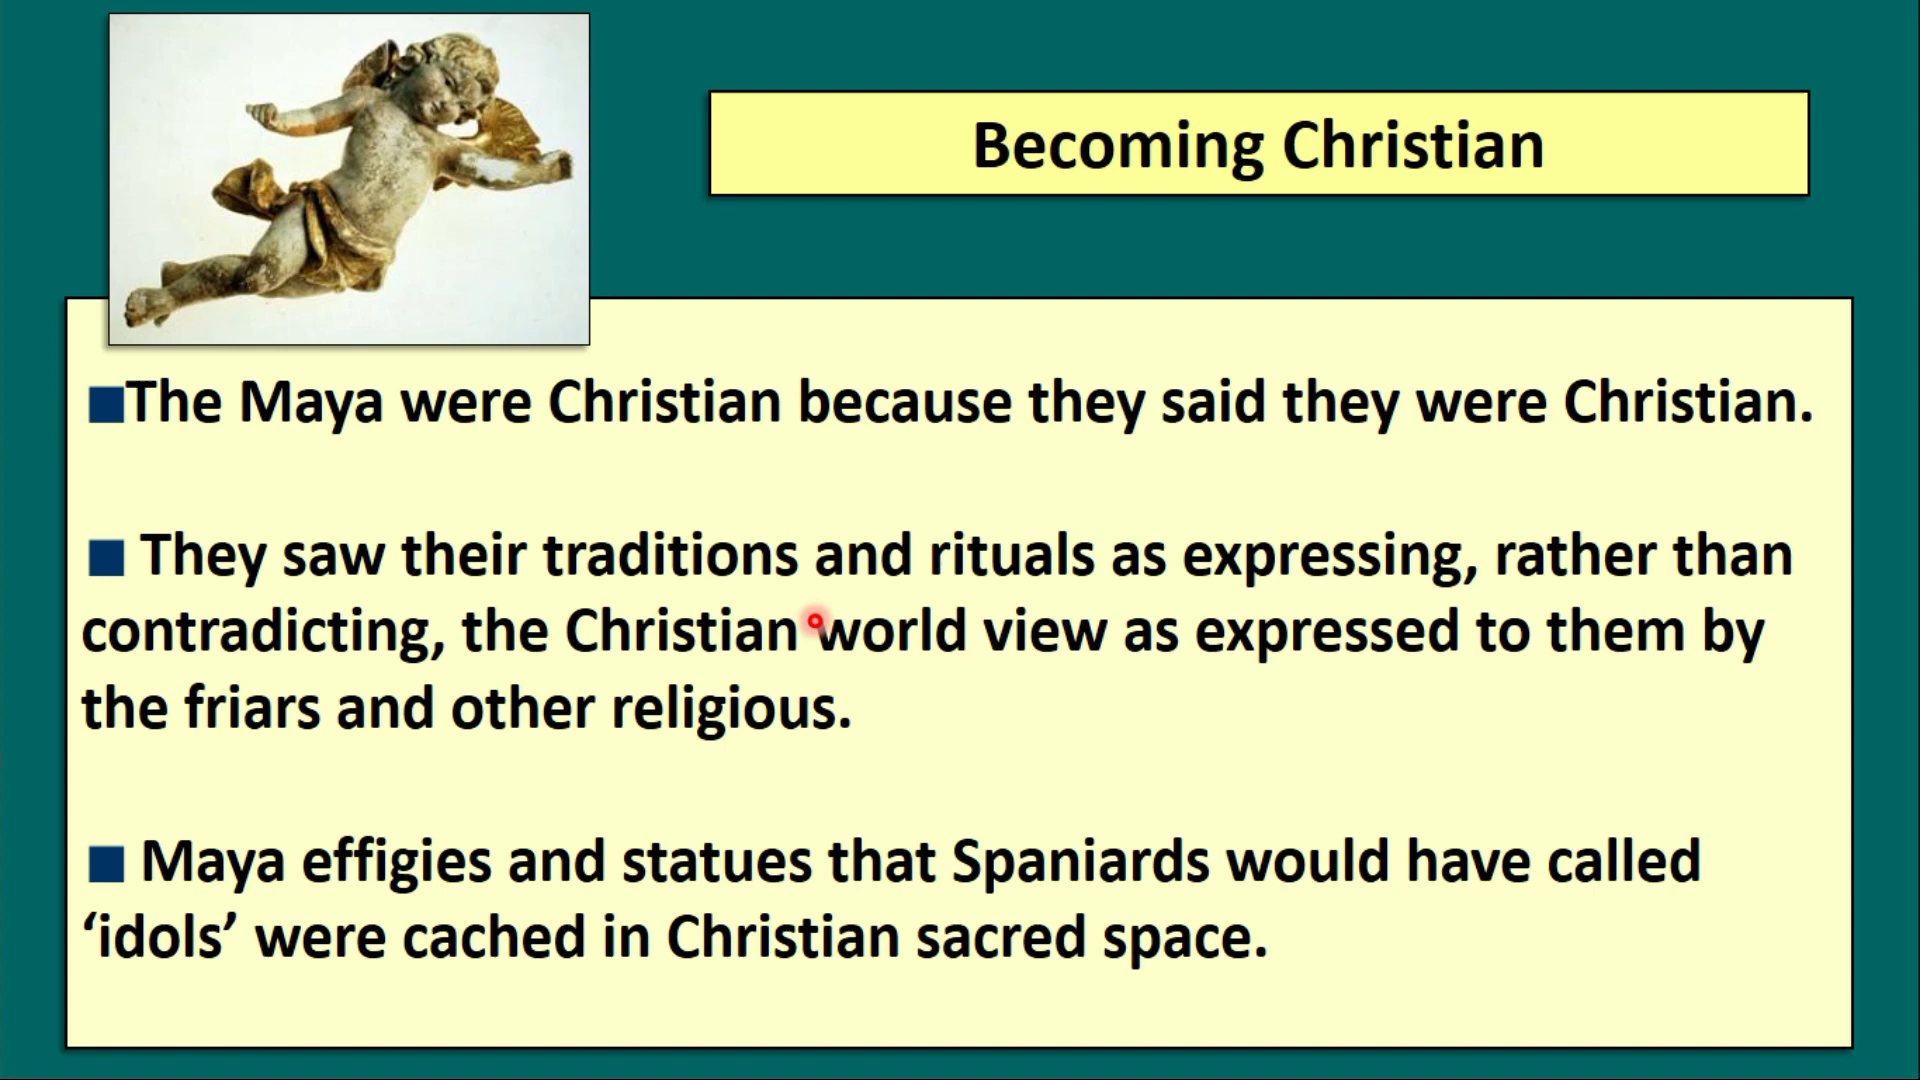 Becoming Christian
■The Maya were Christian because they said they were Christian.
■ They saw their traditions and rituals as expressing, rather than
contradicting, the Christian world view as expressed to them by
the friars and other religious.
■ Maya effigies and statues that Spaniards would have called
‘idols’ were cached in Christian sacred space.